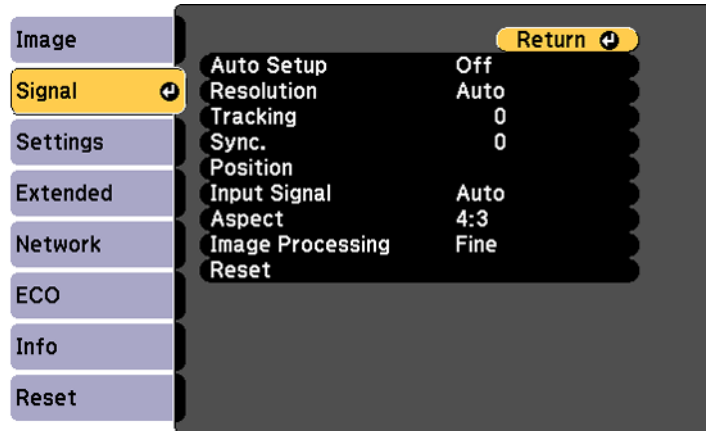 Image
Signal
Settings
Extended
Network
ECO
Info
Reset
Return
Auto Setup Off
Resolution Auto
Tracking 0
Sync. 0
Position
Input Signal Auto
Aspect 4:3
Image Processing Fine
Reset